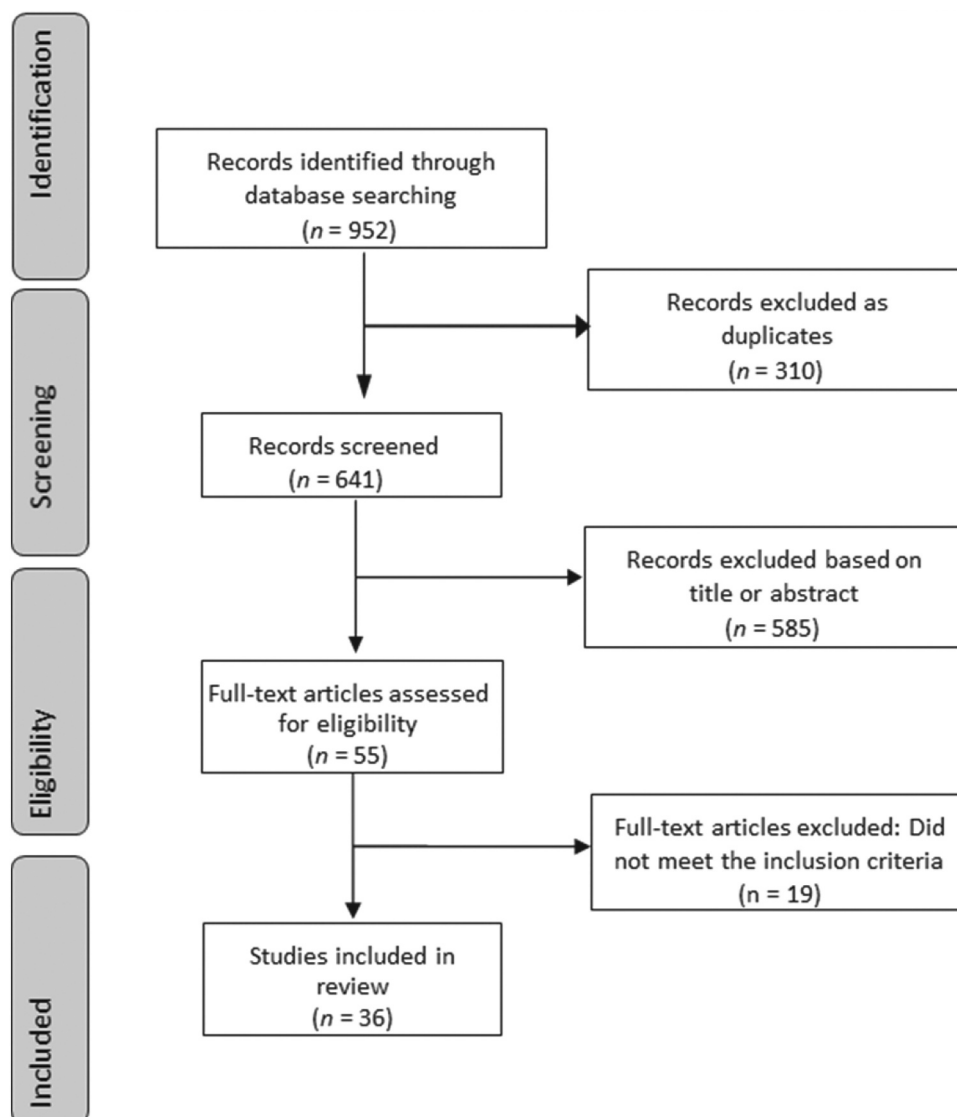 Identification
Records identified through
database searching
(n = 952)
Records excluded as
duplicates
(n = 310)
Screening
Records screened
(n = 641)
Records excluded based on
title or abstract
(n = 585)
Eligibility
Full-text articles assessed
for eligibility
(n = 55)
Full-text articles excluded: Did
not meet the inclusion criteria
(n = 19)
Included
Studies included in
review
(n = 36)